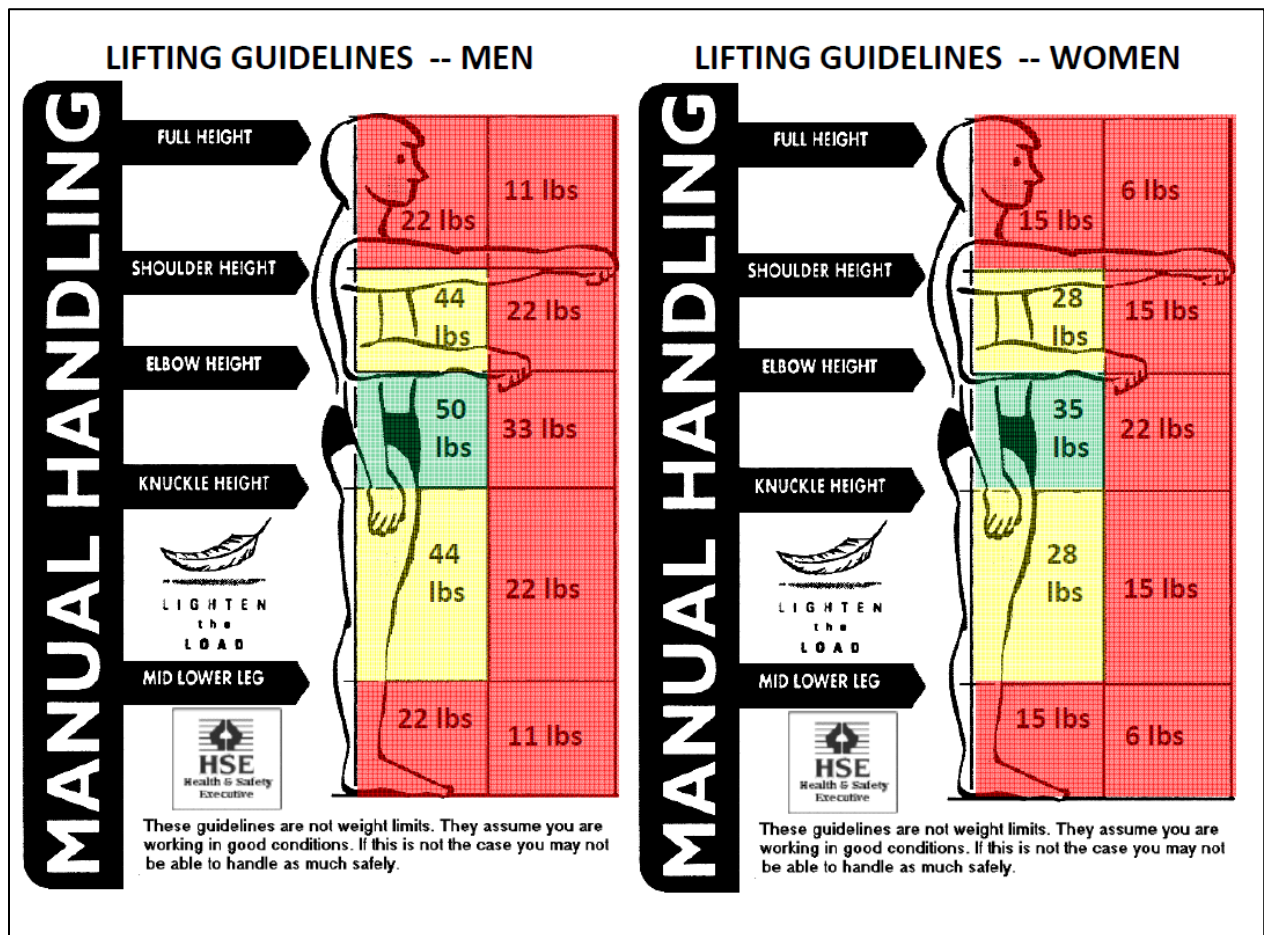 LIFTING GUIDELINES -- MEN
MANUAL HANDLING
FULL HEIGHT
11 lbs
22 lbs
SHOULDER HEIGHT
44
lbs
22 lbs
ELBOW HEIGHT
50
lbs
33 lbs
KNUCKLE HEIGHT
44
lbs
22 lbs
LIGHTEN
the
LOAD
MID LOWER LEG
22 lbs
11 lbs
HSE
Health & Safety
Executive
These guidelines are not weight limits. They assume you are
working in good conditions. If this is not the case you may not
be able to handle as much safely.
LIFTING GUIDELINES -- WOMEN
MANUAL HANDLING
FULL HEIGHT
6 lbs
15 lbs
SHOULDER HEIGHT
28
lbs
15 lbs
ELBOW HEIGHT
35
lbs
22 lbs
KNUCKLE HEIGHT
28
lbs
15 lbs
LIGHTEN
the
LOAD
MID LOWER LEG
15 lbs
6 lbs
HSE
Health & Safety
Executive
These guidelines are not weight limits. They assume you are
working in good conditions. If this is not the case you may not
be able to handle as much safely.